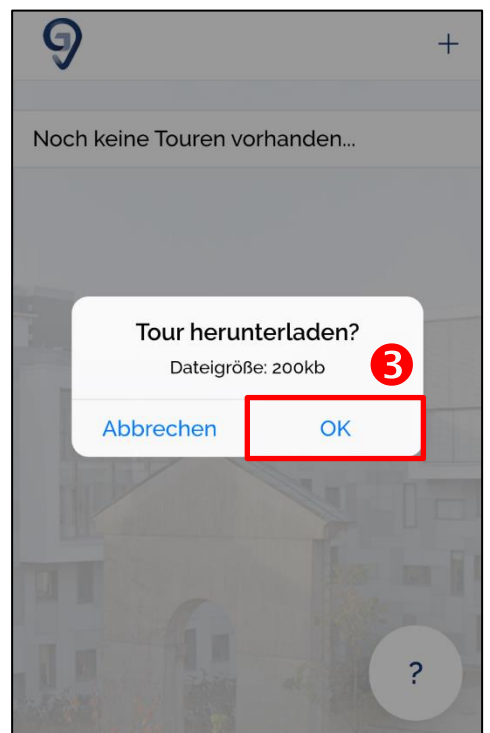 +
Noch keine Touren vorhanden...
Tour herunterladen?
Dateigröße: 200kb
3
Abbrechen OK
?